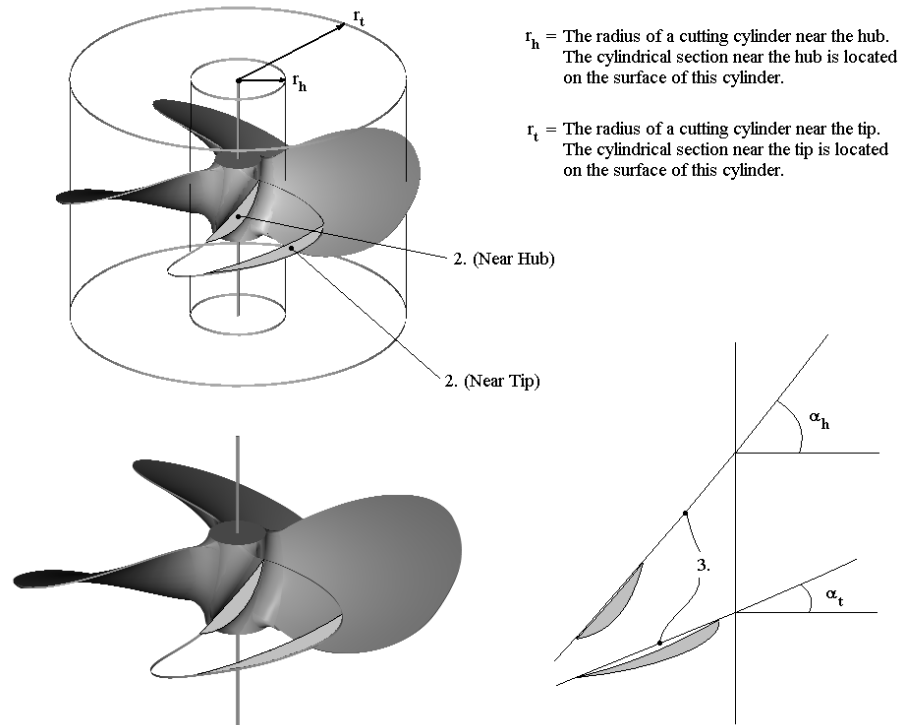 r_t
r_h
r_h = The radius of a cutting cylinder near the hub.
The cylindrical section near the hub is located
on the surface of this cylinder.
r_t = The radius of a cutting cylinder near the tip.
The cylindrical section near the tip is located
on the surface of this cylinder.
2. (Near Hub)
2. (Near Tip)
α_h
3.
α_t